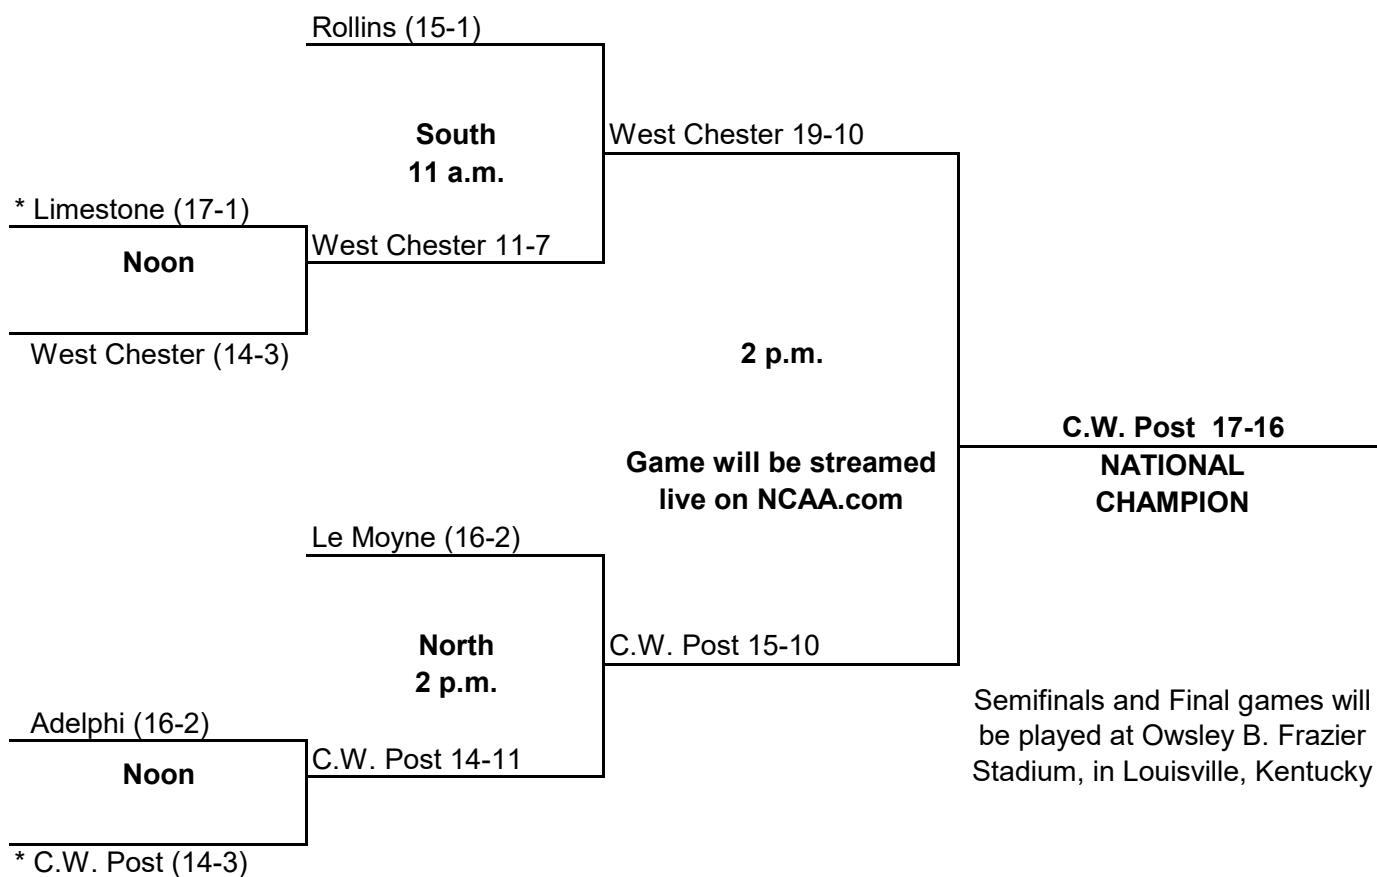 Rollins (15-1)
South
11 a.m.
West Chester 19-10
* Limestone (17-1)
Noon
West Chester 11-7
West Chester (14-3)
2 p.m.
Game will be streamed
live on NCAA.com
C.W. Post  17-16
NATIONAL
CHAMPION
Le Moyne (16-2)
North
2 p.m.
C.W. Post 15-10
Adelphi (16-2)
Noon
C.W. Post 14-11
* C.W. Post (14-3)
Semifinals and Final games will
be played at Owsley B. Frazier
Stadium, in Louisville, Kentucky